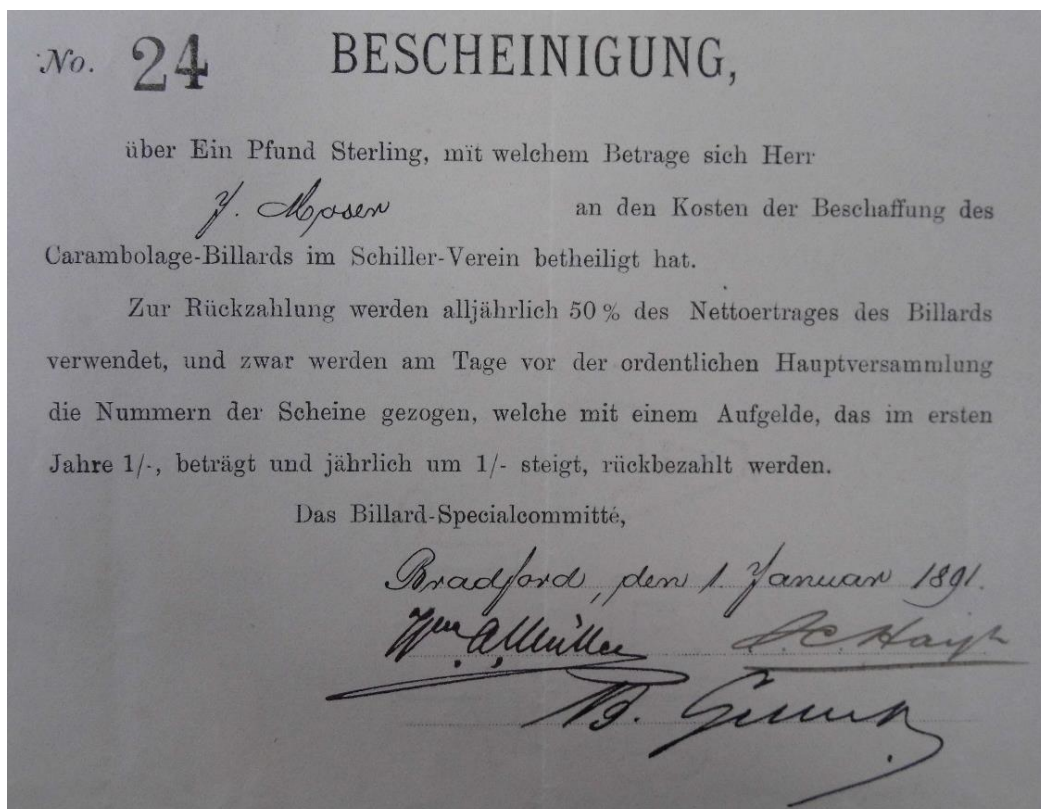 No. 24 BESCHEINIGUNG,
über Ein Pfund Sterling, mit welchem Betrage sich Herr
J. Mosen an den Kosten der Beschaffung des
Carambolage-Billards im Schiller-Verein betheiligt hat.
Zur Rückzahlung werden alljährlich 50 % des Nettoertrages des Billards
verwendet, und zwar werden am Tage vor der ordentlichen Hauptversammlung
die Nummern der Scheine gezogen, welche mit einem Aufgelde, das im ersten
Jahre 1/-, beträgt und jährlich um 1/- steigt, rückbezahlt werden.
Das Billard-Specialcommitté,
Bradford, den 1. Januar 1891.
Wm. A. Müller C. Haigh